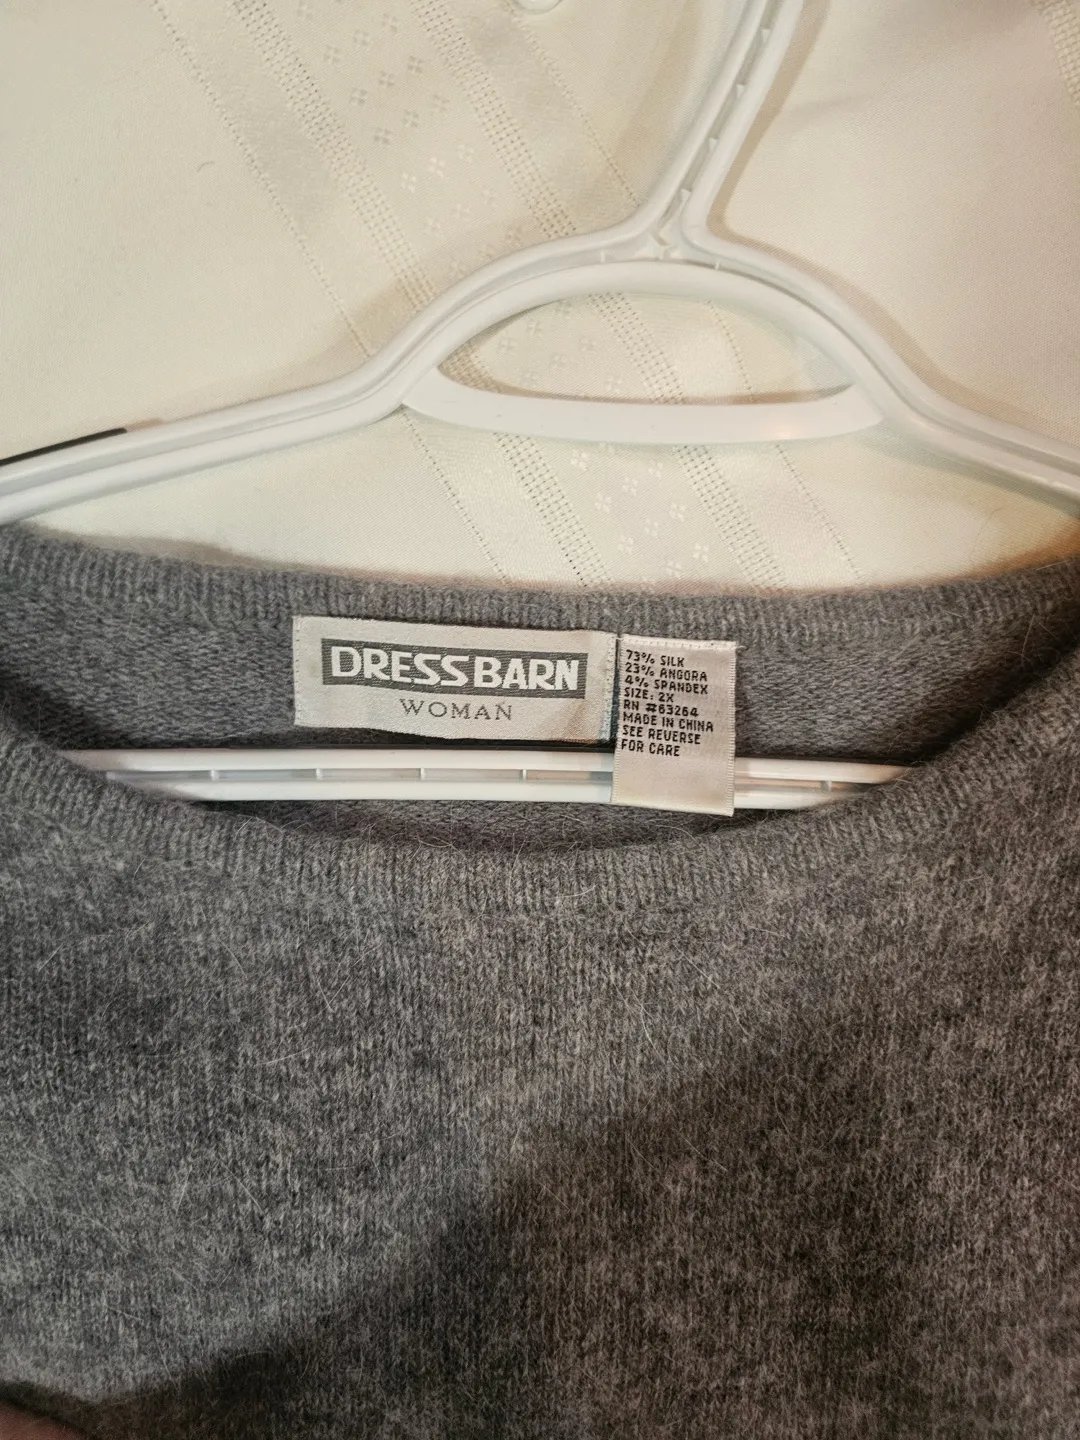 DRESSBARN
WOMAN
73% SILK
23% ANGORA
4% SPANDEX
SIZE: 2X
RN #63264
MADE IN CHINA
SEE REVERSE
FOR CARE